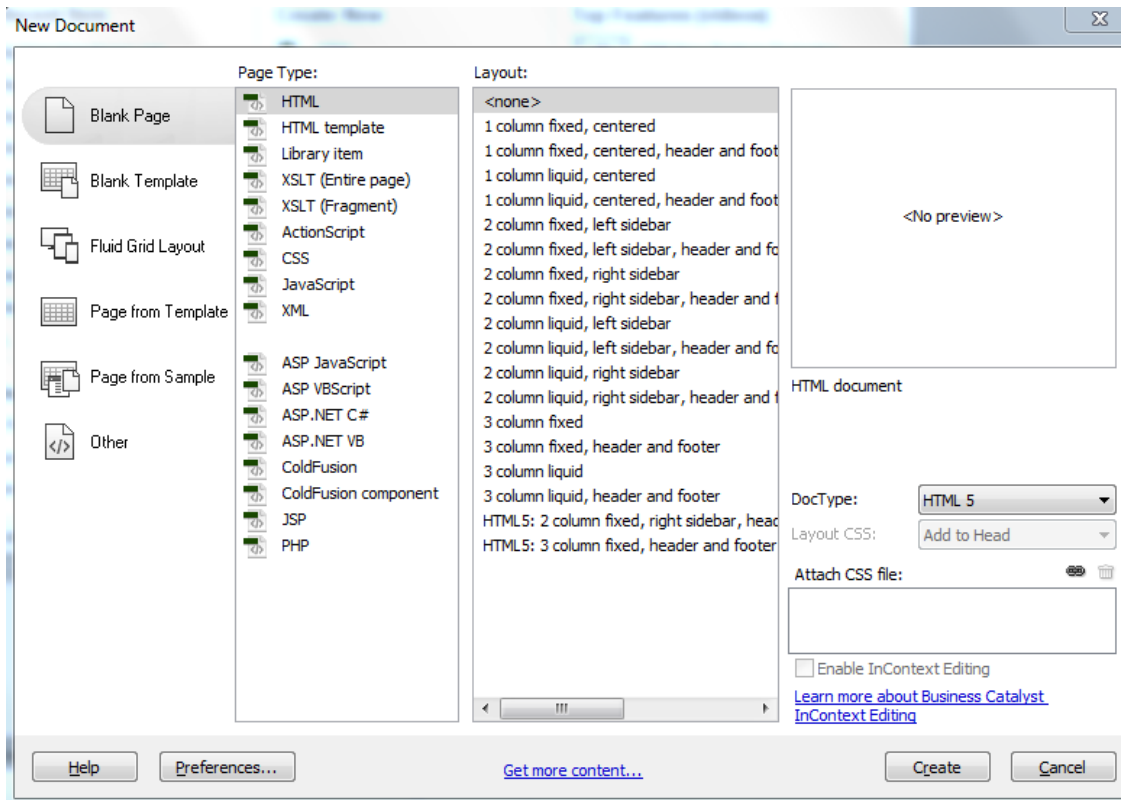 New Document
Blank Page
Blank Template
Fluid Grid Layout
Page from Template
Page from Sample
Other
Page Type:
HTML
HTML template
Library item
XSLT (Entire page)
XSLT (Fragment)
ActionScript
CSS
JavaScript
XML
ASP JavaScript
ASP VBScript
ASP.NET C#
ASP.NET VB
ColdFusion
ColdFusion component
JSP
PHP
Layout:
<none>
1 column fixed, centered
1 column fixed, centered, header and foot
1 column liquid, centered
1 column liquid, centered, header and foot
2 column fixed, left sidebar
2 column fixed, left sidebar, header and fo
2 column fixed, right sidebar
2 column fixed, right sidebar, header and f
2 column liquid, left sidebar
2 column liquid, left sidebar, header and fo
2 column liquid, right sidebar
2 column liquid, right sidebar, header and f
3 column fixed
3 column fixed, header and footer
3 column liquid
3 column liquid, header and footer
HTML5: 2 column fixed, right sidebar, head
HTML5: 3 column fixed, header and footer
<No preview>
HTML document
DocType: HTML 5
Layout CSS: Add to Head
Attach CSS file:
Enable InContext Editing
Learn more about Business Catalyst
InContext Editing
Help Preferences... Get more content... Create Cancel